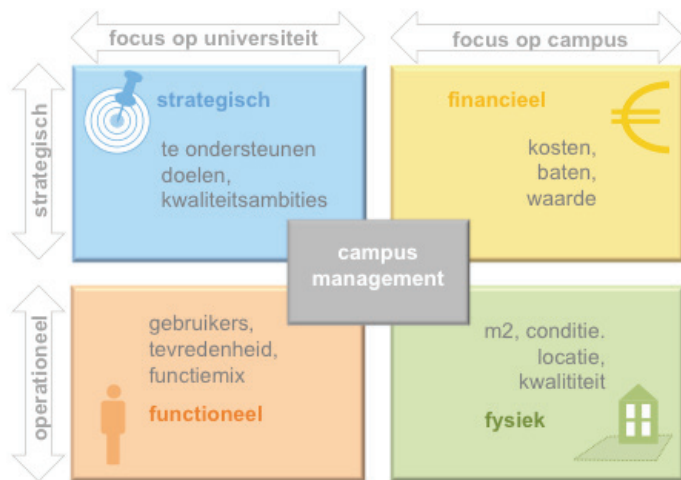 focus op universiteit
focus op campus
strategisch
strategisch
te ondersteunen
doelen,
kwaliteitsambities
financieel
kosten,
baten,
waarde
campus
management
operationeel
gebruikers,
tevredenheid,
functiemix
functioneel
m2, conditie.
locatie,
kwalititeit
fysiek